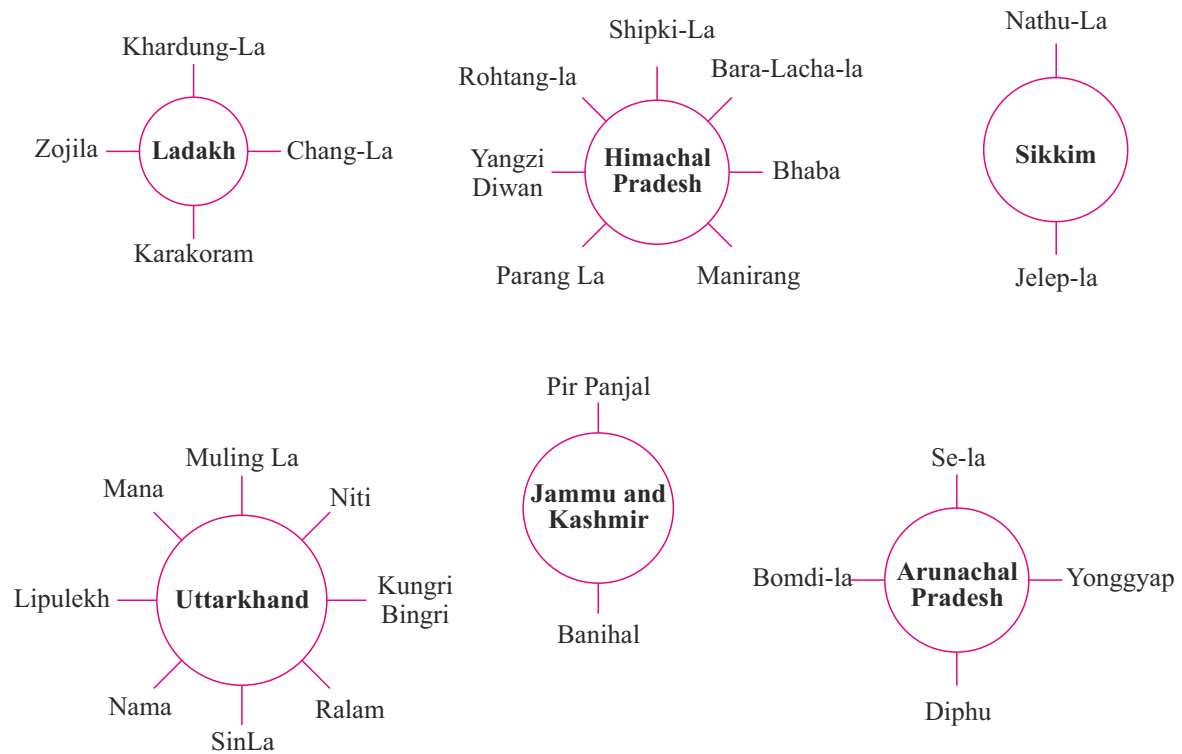 Khardung-La
Zojila
Ladakh
Chang-La
Karakoram
Shipki-La
Rohtang-la
Bara-Lacha-la
Yangzi
Diwan
Himachal
Pradesh
Bhaba
Parang La
Manirang
Nathu-La
Sikkim
Jelep-la
Muling La
Mana
Niti
Lipulekh
Uttarkhand
Kungri
Bingri
Nama
Ralam
SinLa
Pir Panjal
Jammu and
Kashmir
Banihal
Se-la
Bomdi-la
Arunachal
Pradesh
Yonggyap
Diphu